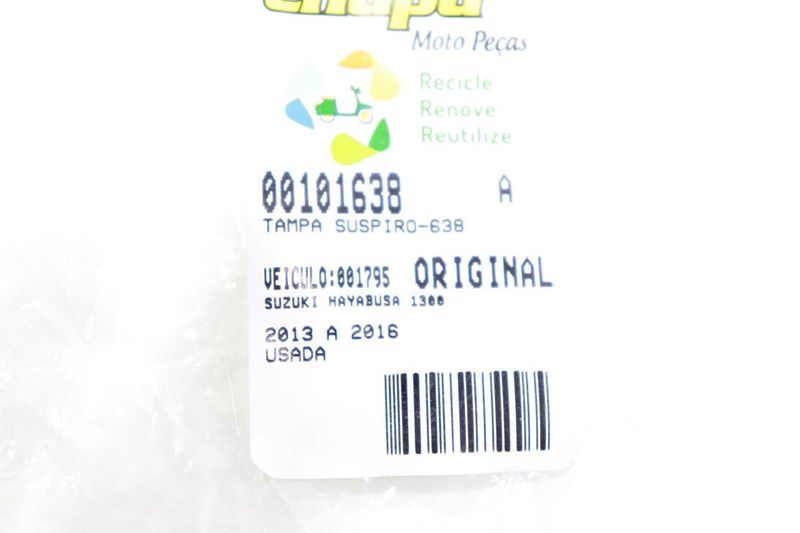 Moto Peças
Recicle
Renove
Reutilize
00101638 A
TAMPA SUSPIRO-638
VEICULO:001795 ORIGINAL
SUZUKI HAYABUSA 1300
2013 A 2016
USADA